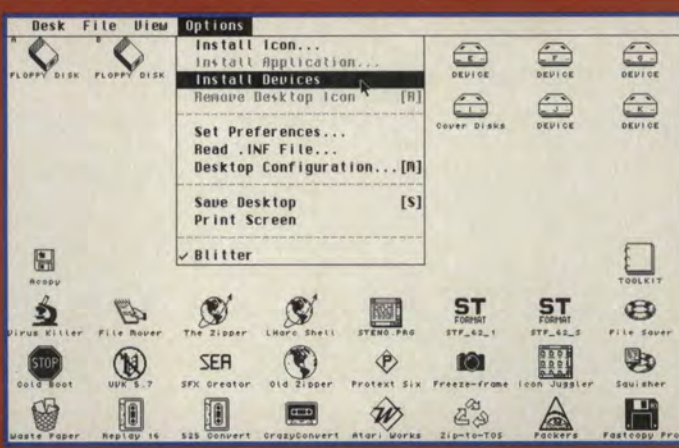 Desk File View Options
A B
FLOPPY DISK FLOPPY DISK
Install Icon...
Install Application...
Install Devices
Remove Desktop Icon [R]
Set Preferences...
Read .INF File...
Desktop Configuration...[A]
Save Desktop [S]
Print Screen
✓ Blitter
E F G
DEVICE DEVICE DEVICE
I J K
Cover Disks DEVICE DEVICE
Acopy TOOLKIT
Virus Killer File Mover The Zipper LHarc Shell STENO.PRG ST FORMAT STF_62_1 ST FORMAT STF_62_S File Saver
STOP SEA
Cold Boot UVK 5.7 SFX Creator Old Zipper Protext Six Freeze-frame Icon Juggler Squisher
Waste Paper Replay 16 525 Convert CrazyConvert Atari Works Zip-to-TOS Packers Fastcopy Pro